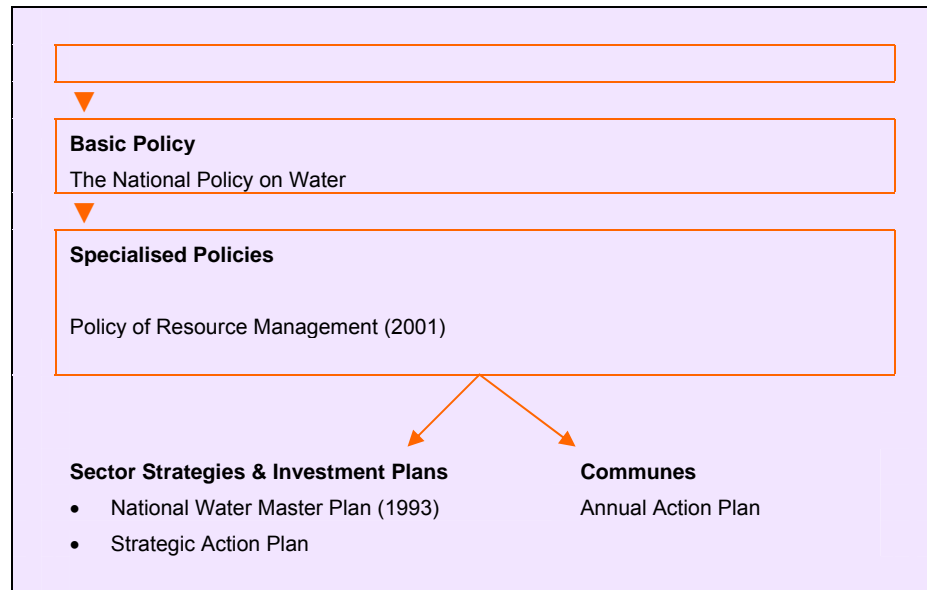 Basic Policy
The National Policy on Water
Specialised Policies
Policy of Resource Management (2001)
Sector Strategies & Investment Plans
• National Water Master Plan (1993)
• Strategic Action Plan
Communes
Annual Action Plan